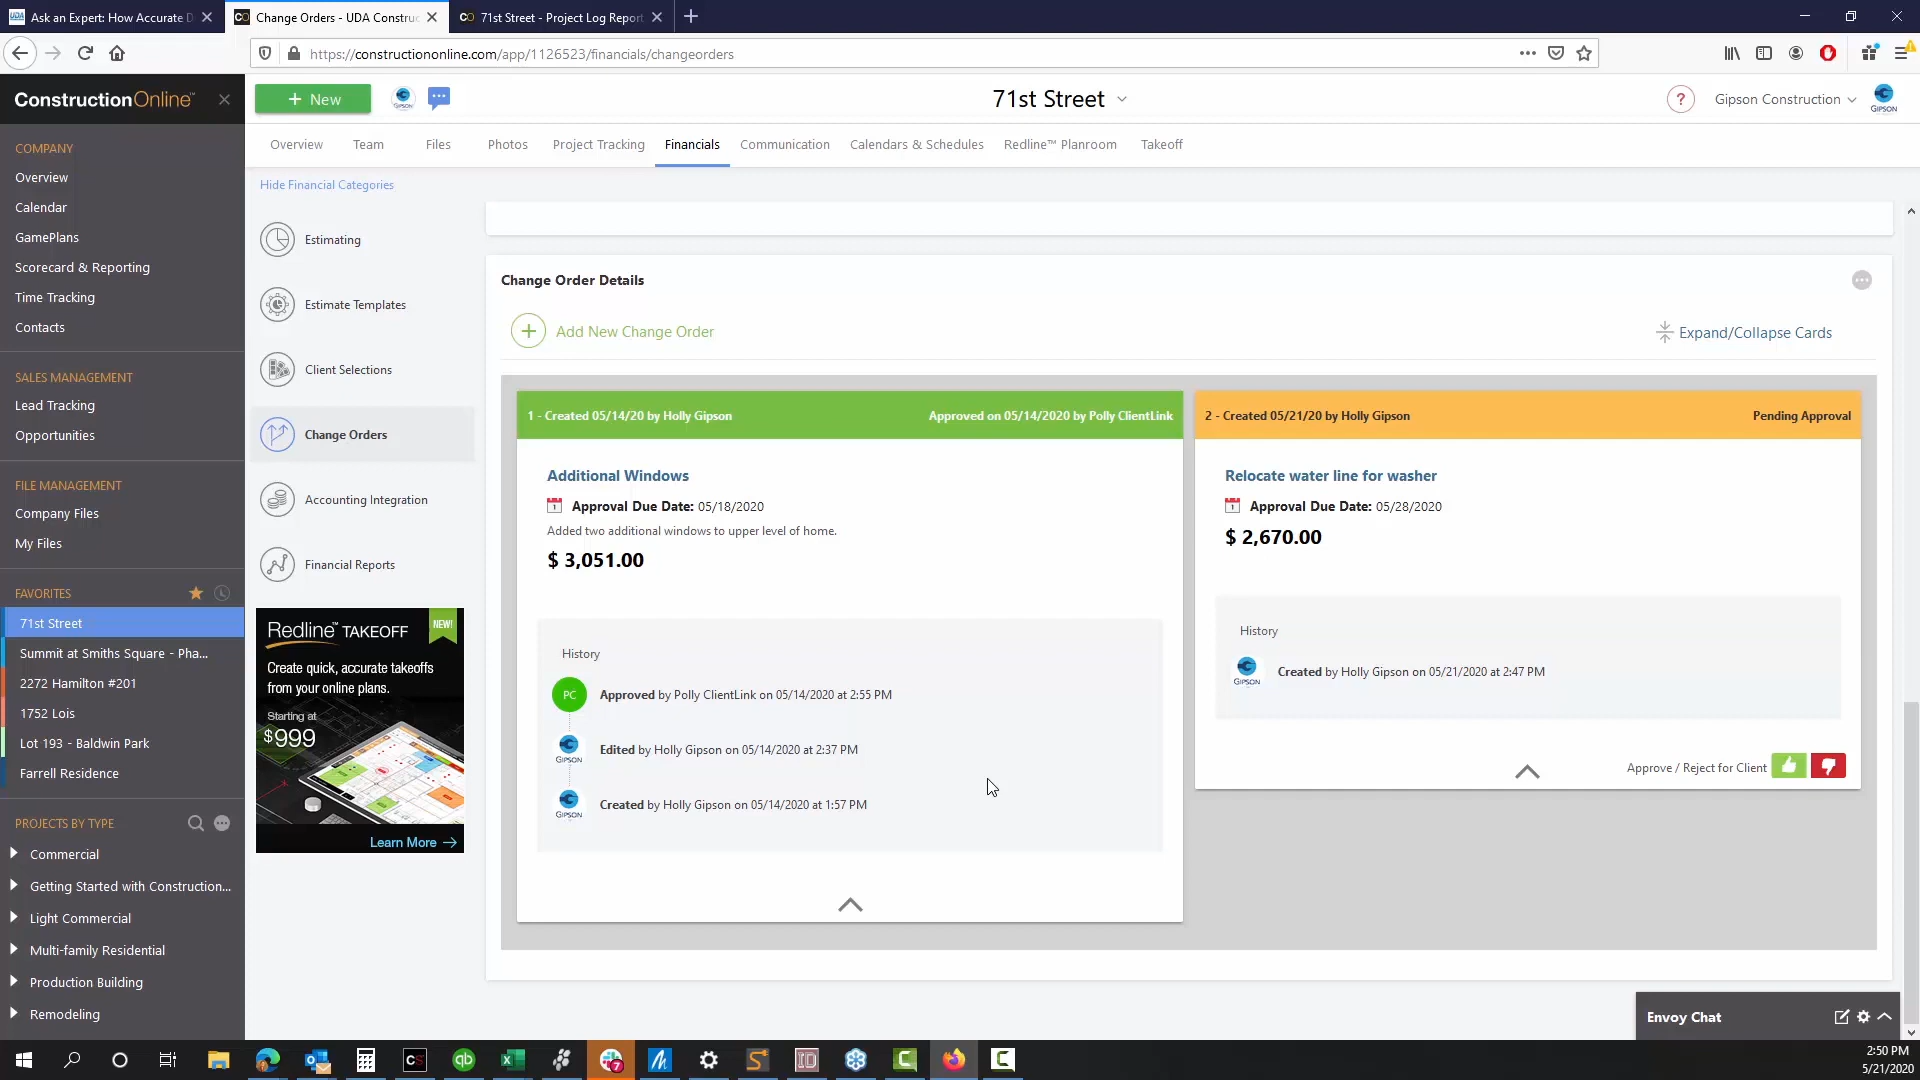 Ask an Expert: How Accurate D
Change Orders - UDA Construc
71st Street - Project Log Report
https://constructiononline.com/app/1126523/financials/changeorders
ConstructionOnline™
+ New
71st Street
?
Gipson Construction
GIPSON
Overview
Team
Files
Photos
Project Tracking
Financials
Communication
Calendars & Schedules
Redline™ Planroom
Takeoff
COMPANY
Overview
Calendar
GamePlans
Scorecard & Reporting
Time Tracking
Contacts
SALES MANAGEMENT
Lead Tracking
Opportunities
FILE MANAGEMENT
Company Files
My Files
FAVORITES
71st Street
Summit at Smiths Square - Pha...
2272 Hamilton #201
1752 Lois
Lot 193 - Baldwin Park
Farrell Residence
PROJECTS BY TYPE
Commercial
Getting Started with Construction...
Light Commercial
Multi-family Residential
Production Building
Remodeling
Hide Financial Categories
Estimating
Estimate Templates
Client Selections
Change Orders
Accounting Integration
Financial Reports
Redline™ TAKEOFF
NEW!
Create quick, accurate takeoffs
from your online plans.
Starting at
$999
Learn More →
Change Order Details
Add New Change Order
Expand/Collapse Cards
1 - Created 05/14/20 by Holly Gipson
Approved on 05/14/2020 by Polly ClientLink
Additional Windows
Approval Due Date: 05/18/2020
Added two additional windows to upper level of home.
$ 3,051.00
History
PC
Approved by Polly ClientLink on 05/14/2020 at 2:55 PM
GIPSON
Edited by Holly Gipson on 05/14/2020 at 2:37 PM
GIPSON
Created by Holly Gipson on 05/14/2020 at 1:57 PM
2 - Created 05/21/20 by Holly Gipson
Pending Approval
Relocate water line for washer
Approval Due Date: 05/28/2020
$ 2,670.00
History
GIPSON
Created by Holly Gipson on 05/21/2020 at 2:47 PM
Approve / Reject for Client
Envoy Chat
2:50 PM
5/21/2020